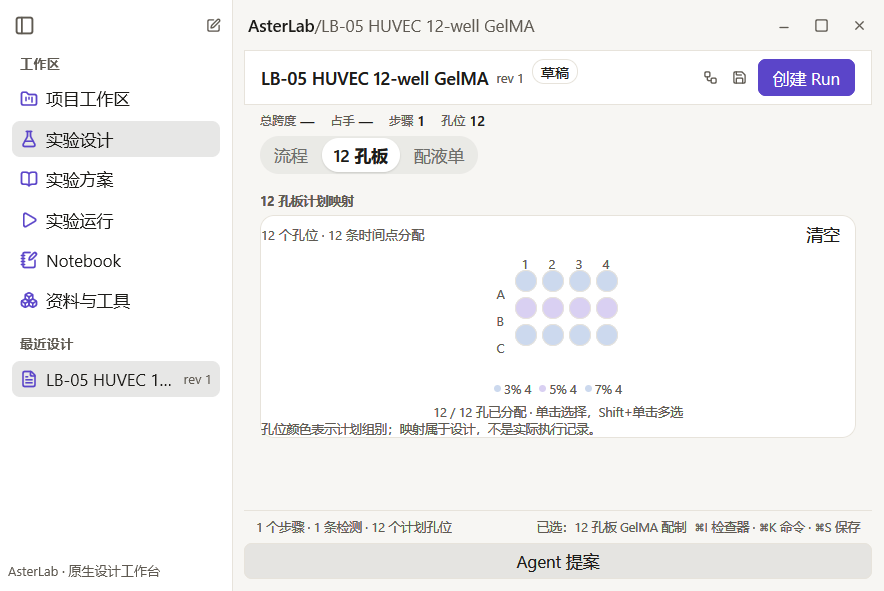 AsterLab/LB-05 HUVEC 12-well GelMA
工作区
项目工作区
实验设计
实验方案
实验运行
Notebook
资料与工具
最近设计
LB-05 HUVEC 1... rev 1
AsterLab · 原生设计工作台
LB-05 HUVEC 12-well GelMA rev 1 草稿
创建 Run
总跨度 — 占手 — 步骤 1 孔位 12
流程 12 孔板 配液单
12 孔板计划映射
12 个孔位 · 12 条时间点分配 清空
1 2 3 4
A
B
C
3% 4 5% 4 7% 4
12 / 12 孔已分配 · 单击选择，Shift+单击多选
孔位颜色表示计划组别；映射属于设计，不是实际执行记录。
1 个步骤 · 1 条检测 · 12 个计划孔位 已选：12 孔板 GelMA 配制 ⌘I 检查器 · ⌘K 命令 · ⌘S 保存
Agent 提案